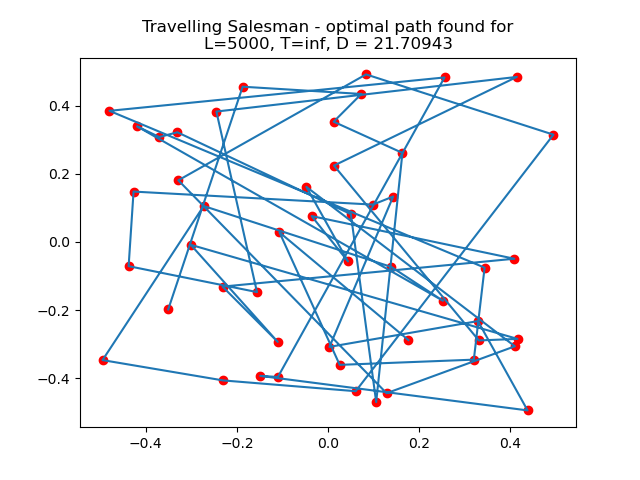 Travelling Salesman - optimal path found for
L=5000, T=inf, D = 21.70943
0.4
0.2
0.0
−0.2
−0.4
−0.4 −0.2 0.0 0.2 0.4